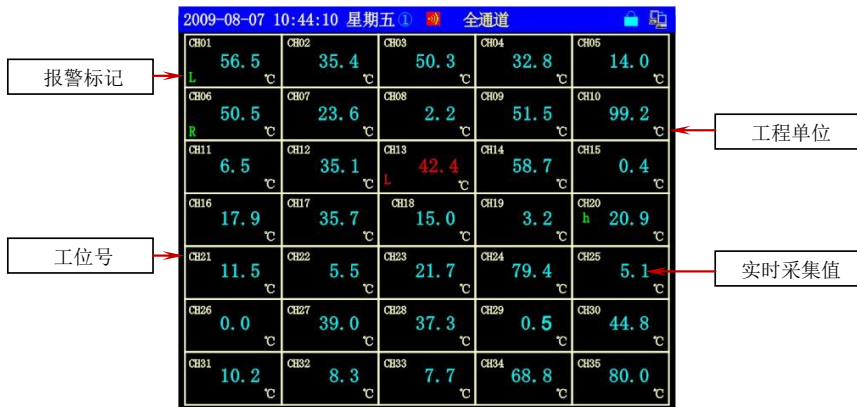 2009-08-07 10:44:10 星期五① 全通道
CH01 CH02 CH03 CH04 CH05
56.5 35.4 50.3 32.8 14.0
L ℃ ℃ ℃ ℃ ℃
报警标记
CH06 CH07 CH08 CH09 CH10
50.5 23.6 2.2 51.5 99.2
R ℃ ℃ ℃ ℃ ℃
工程单位
CH11 CH12 CH13 CH14 CH15
6.5 35.1 42.4 58.7 0.4
℃ ℃ L ℃ ℃ ℃
CH16 CH17 CH18 CH19 CH20
17.9 35.7 15.0 3.2 h 20.9
℃ ℃ ℃ ℃ ℃
工位号
CH21 CH22 CH23 CH24 CH25
11.5 5.5 21.7 79.4 5.1
℃ ℃ ℃ ℃ ℃
实时采集值
CH26 CH27 CH28 CH29 CH30
0.0 39.0 37.3 0.5 44.8
℃ ℃ ℃ ℃ ℃
CH31 CH32 CH33 CH34 CH35
10.2 8.3 7.7 68.8 80.0
℃ ℃ ℃ ℃ ℃